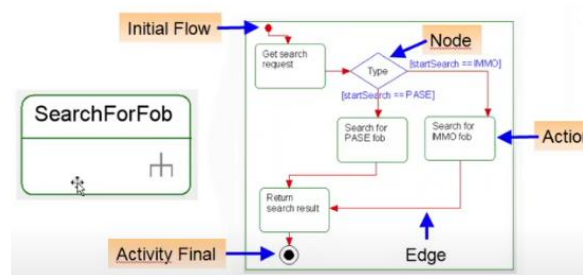 Initial Flow
Node
Get search
request
Type
[startSearch == IMMO]
[startSearch == PASE]
SearchForFob
Search for
PASE fob
Search for
IMMO fob
Action
Return
search result
Activity Final
Edge